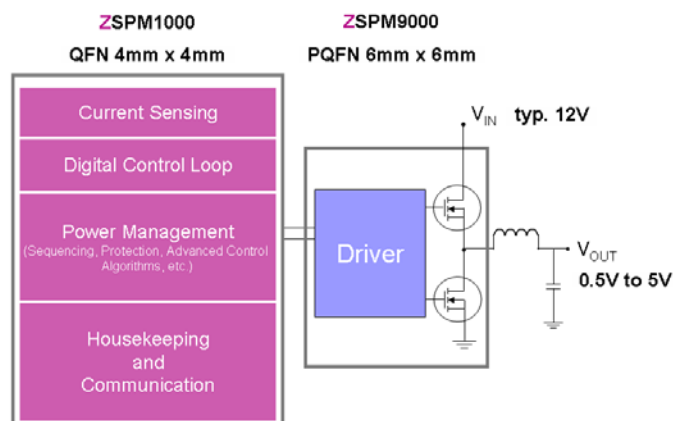 ZSPM1000
QFN 4mm x 4mm
Current Sensing
Digital Control Loop
Power Management
(Sequencing, Protection, Advanced Control
Algorithms, etc.)
Housekeeping
and
Communication
ZSPM9000
PQFN 6mm x 6mm
Driver
VIN typ. 12V
VOUT
0.5V to 5V